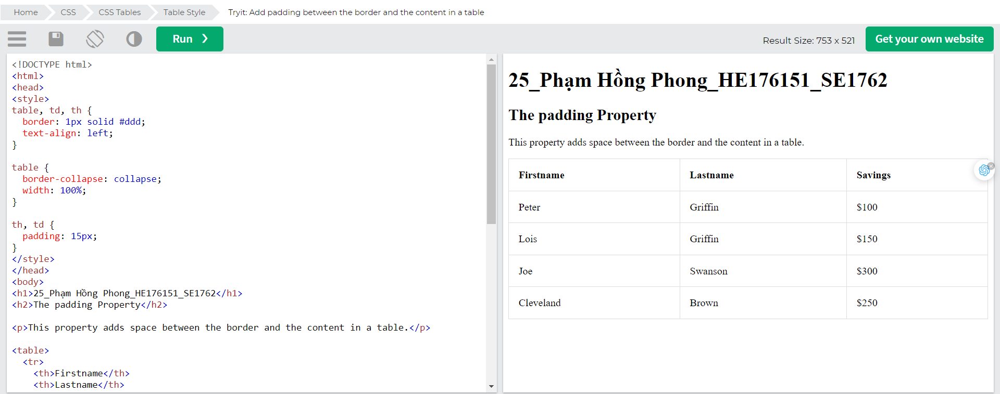 Home CSS CSS Tables Table Style Tryit: Add padding between the border and the content in a table
Run ❯ Result Size: 753 x 521 Get your own website
<!DOCTYPE html>
<html>
<head>
<style>
table, td, th {
  border: 1px solid #ddd;
  text-align: left;
}

table {
  border-collapse: collapse;
  width: 100%;
}

th, td {
  padding: 15px;
}
</style>
</head>
<body>
<h1>25_Phạm Hồng Phong_HE176151_SE1762</h1>
<h2>The padding Property</h2>

<p>This property adds space between the border and the content in a table.</p>

<table>
  <tr>
    <th>Firstname</th>
    <th>Lastname</th>
25_Phạm Hồng Phong_HE176151_SE1762
The padding Property
This property adds space between the border and the content in a table.
Firstname Lastname Savings
Peter Griffin $100
Lois Griffin $150
Joe Swanson $300
Cleveland Brown $250